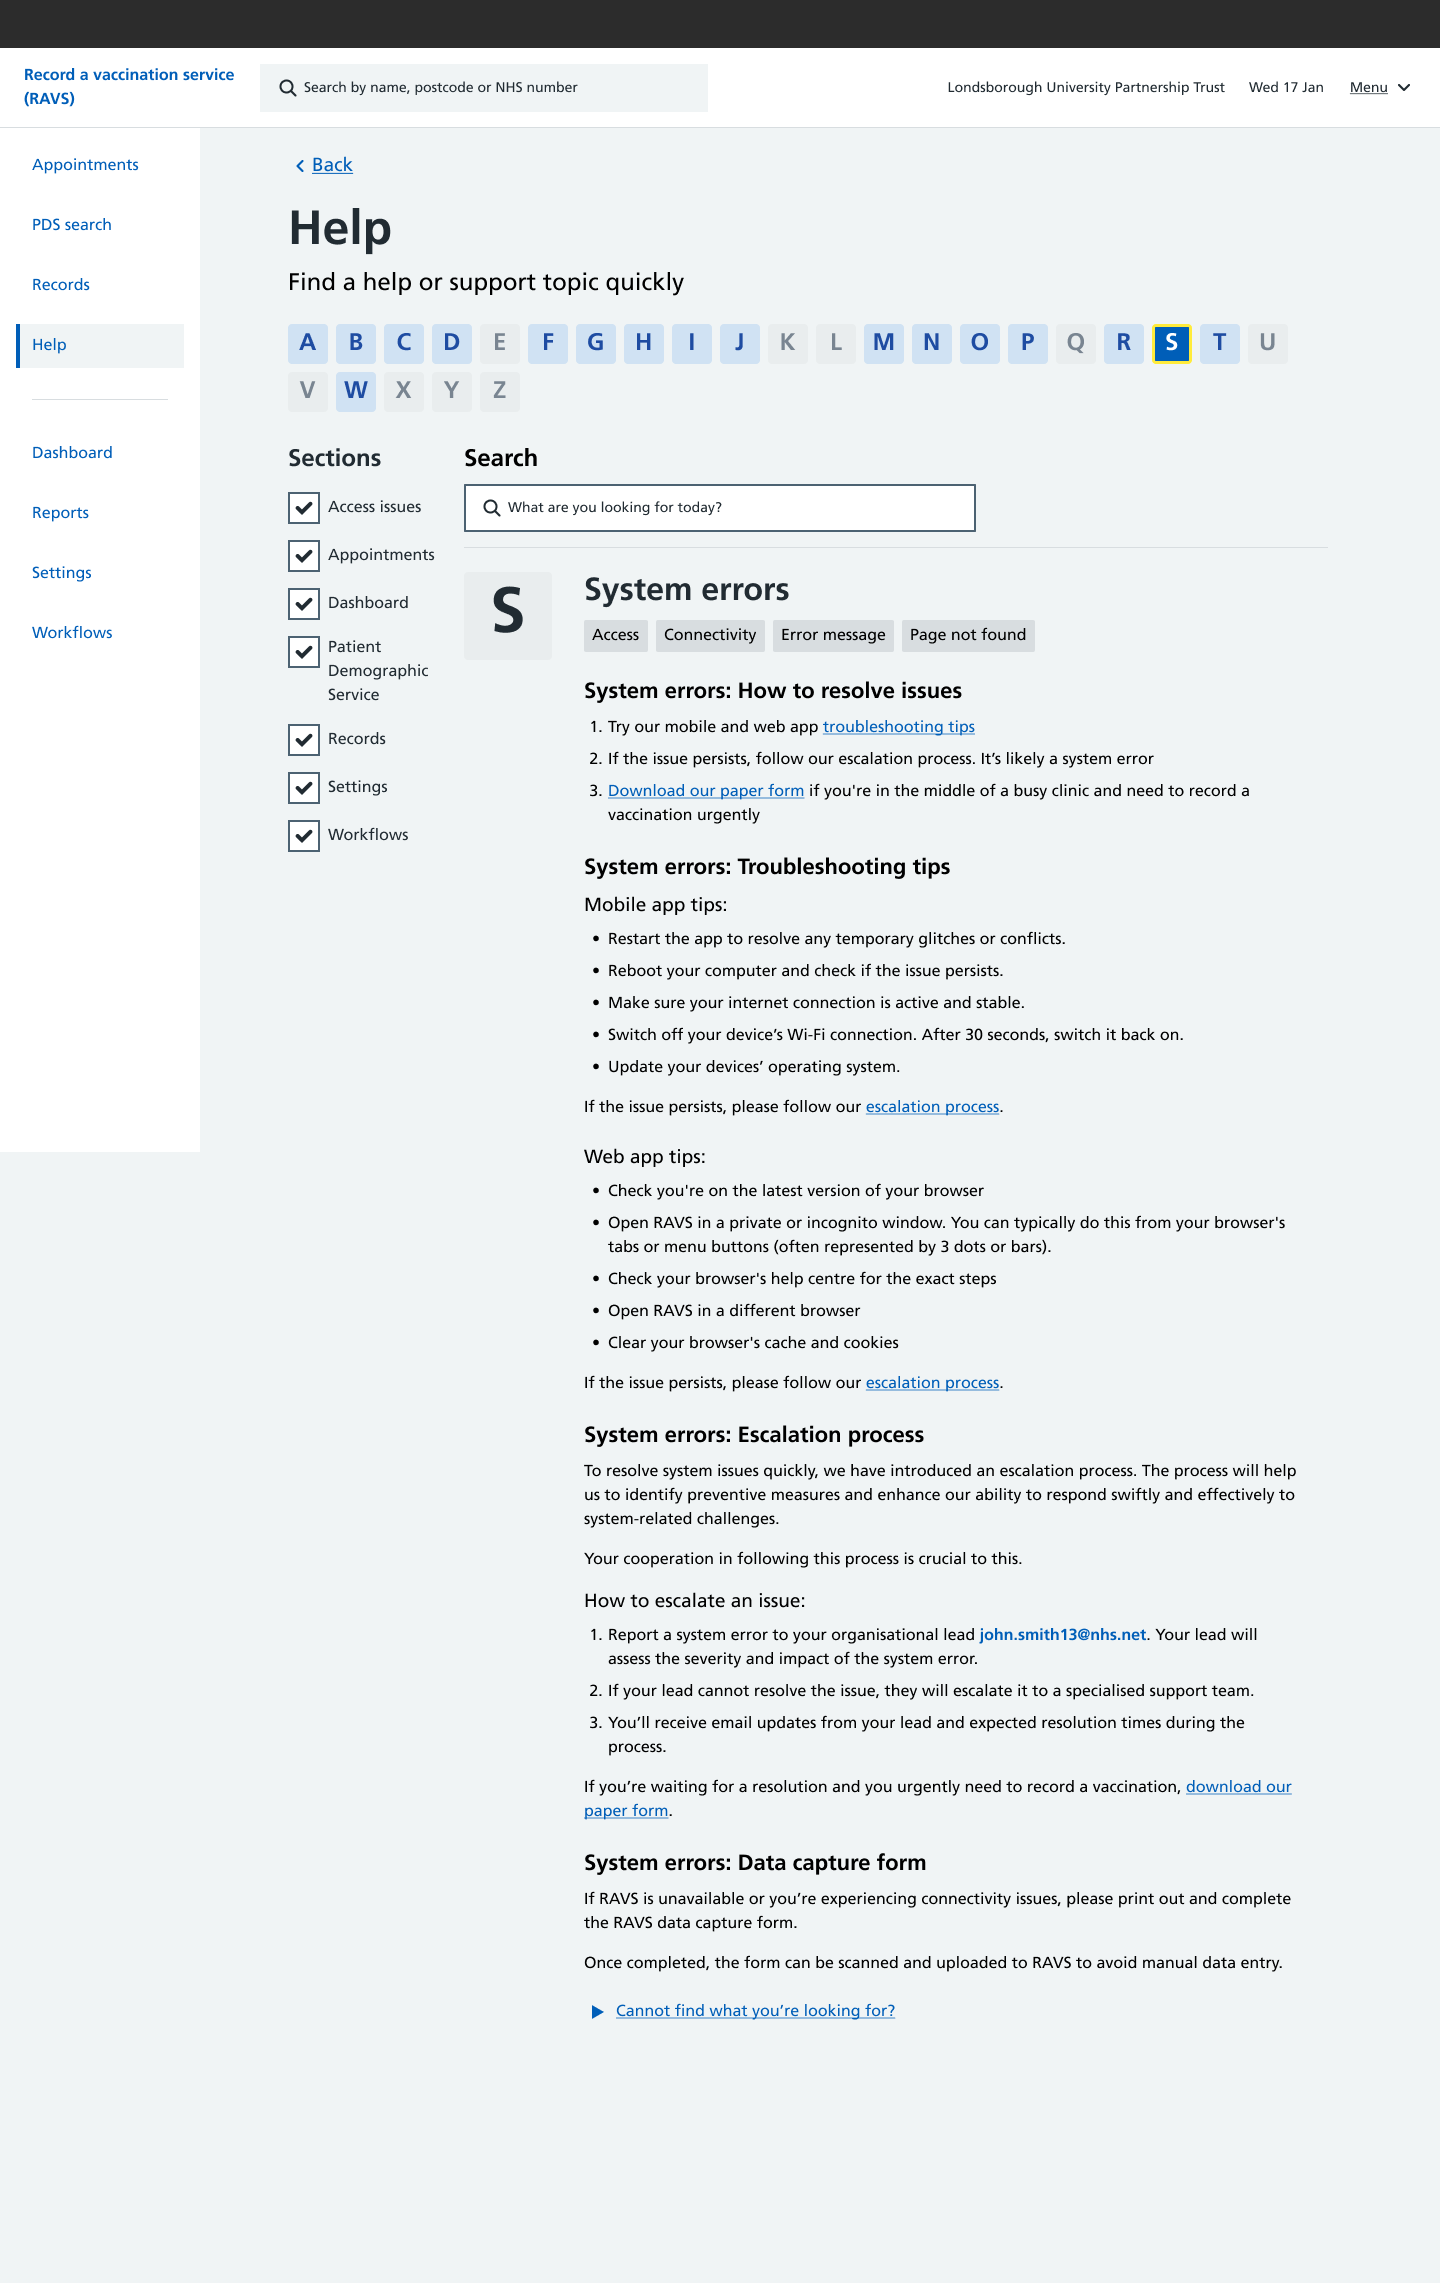 Record a vaccination service
(RAVS)
Search by name, postcode or NHS number
Londsborough University Partnership Trust
Wed 17 Jan
Menu
Appointments
PDS search
Records
Help
Dashboard
Reports
Settings
Workflows
Back
Help
Find a help or support topic quickly
A B C D E F G H I J K L M N O P Q R S T U
V W X Y Z
Sections
Access issues
Appointments
Dashboard
Patient
Demographic
Service
Records
Settings
Workflows
Search
What are you looking for today?
S
System errors
Access Connectivity Error message Page not found
System errors: How to resolve issues
1. Try our mobile and web app troubleshooting tips
2. If the issue persists, follow our escalation process. It’s likely a system error
3. Download our paper form if you're in the middle of a busy clinic and need to record a
vaccination urgently
System errors: Troubleshooting tips
Mobile app tips:
• Restart the app to resolve any temporary glitches or conflicts.
• Reboot your computer and check if the issue persists.
• Make sure your internet connection is active and stable.
• Switch off your device’s Wi-Fi connection. After 30 seconds, switch it back on.
• Update your devices’ operating system.
If the issue persists, please follow our escalation process.
Web app tips:
• Check you're on the latest version of your browser
• Open RAVS in a private or incognito window. You can typically do this from your browser's
tabs or menu buttons (often represented by 3 dots or bars).
• Check your browser's help centre for the exact steps
• Open RAVS in a different browser
• Clear your browser's cache and cookies
If the issue persists, please follow our escalation process.
System errors: Escalation process
To resolve system issues quickly, we have introduced an escalation process. The process will help
us to identify preventive measures and enhance our ability to respond swiftly and effectively to
system-related challenges.
Your cooperation in following this process is crucial to this.
How to escalate an issue:
1. Report a system error to your organisational lead john.smith13@nhs.net. Your lead will
assess the severity and impact of the system error.
2. If your lead cannot resolve the issue, they will escalate it to a specialised support team.
3. You’ll receive email updates from your lead and expected resolution times during the
process.
If you’re waiting for a resolution and you urgently need to record a vaccination, download our
paper form.
System errors: Data capture form
If RAVS is unavailable or you’re experiencing connectivity issues, please print out and complete
the RAVS data capture form.
Once completed, the form can be scanned and uploaded to RAVS to avoid manual data entry.
Cannot find what you’re looking for?